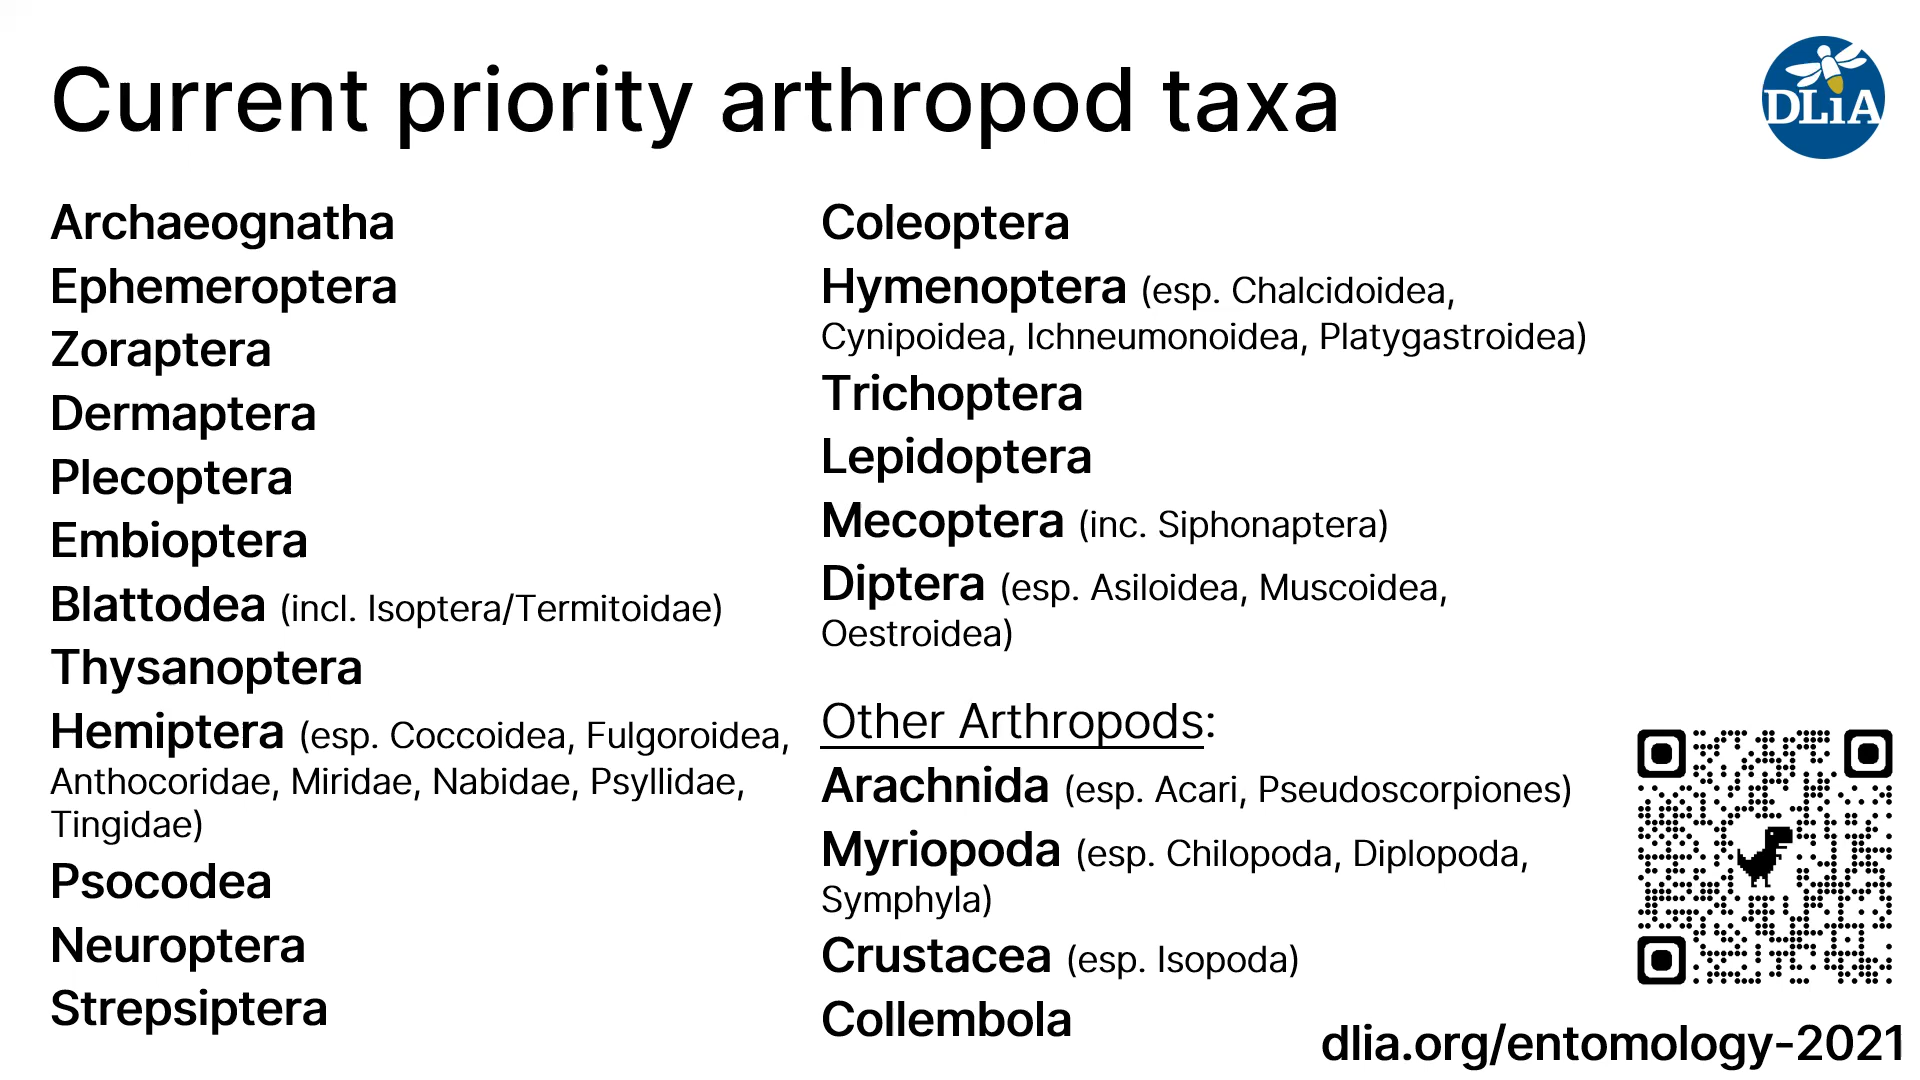 Current priority arthropod taxa
DLiA
Archaeognatha
Ephemeroptera
Zoraptera
Dermaptera
Plecoptera
Embioptera
Blattodea (incl. Isoptera/Termitoidae)
Thysanoptera
Hemiptera (esp. Coccoidea, Fulgoroidea,
Anthocoridae, Miridae, Nabidae, Psyllidae,
Tingidae)
Psocodea
Neuroptera
Strepsiptera
Coleoptera
Hymenoptera (esp. Chalcidoidea,
Cynipoidea, Ichneumonoidea, Platygastroidea)
Trichoptera
Lepidoptera
Mecoptera (inc. Siphonaptera)
Diptera (esp. Asiloidea, Muscoidea,
Oestroidea)
Other Arthropods:
Arachnida (esp. Acari, Pseudoscorpiones)
Myriopoda (esp. Chilopoda, Diplopoda,
Symphyla)
Crustacea (esp. Isopoda)
Collembola
dlia.org/entomology-2021